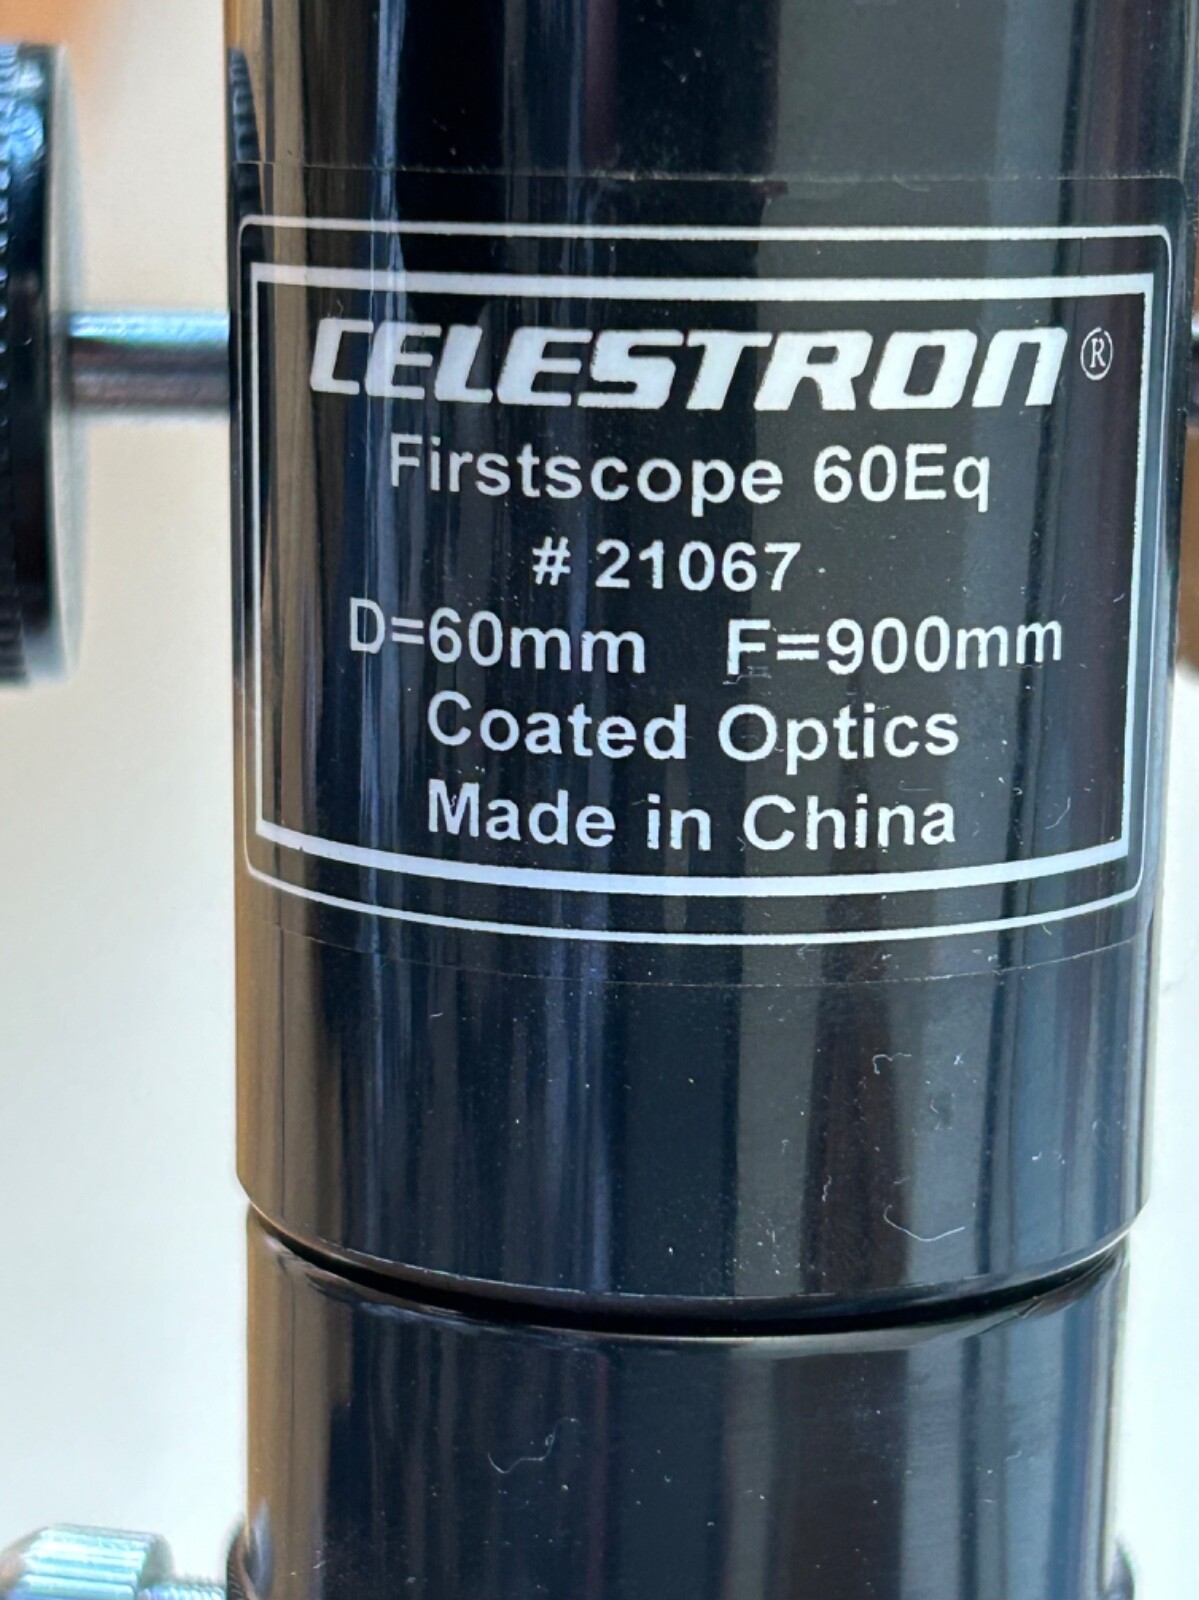 CELESTRON®
Firstscope 60Eq
# 21067
D=60mm F=900mm
Coated Optics
Made in China